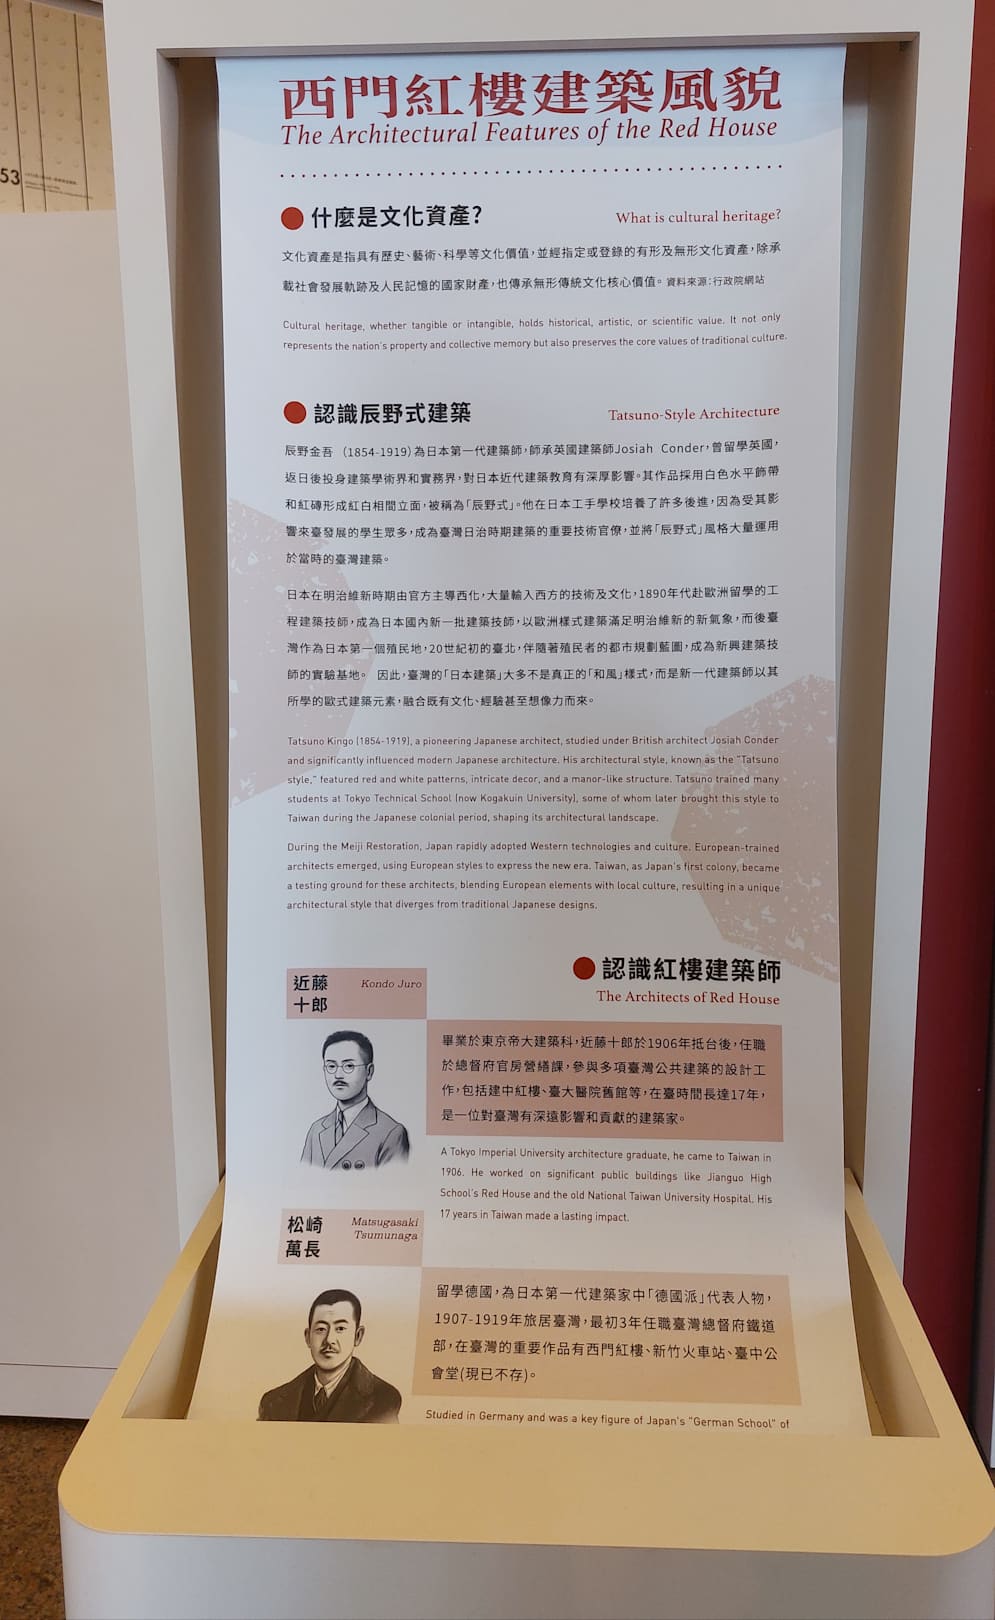 西門紅樓建築風貌
The Architectural Features of the Red House
53
什麼是文化資產?
What is cultural heritage?
文化資產是指具有歷史、藝術、科學等文化價值,並經指定或登錄的有形及無形文化資產,除承
載社會發展軌跡及人民記憶的國家財產,也傳承無形傳統文化核心價值。資料來源:行政院網站
Cultural heritage, whether tangible or intangible, holds historical, artistic, or scientific value. It not only
represents the nation's property and collective memory but also preserves the core values of traditional culture.
認識辰野式建築
Tatsuno-Style Architecture
辰野金吾 (1854-1919)為日本第一代建築師,師承英國建築師Josiah Conder,曾留學英國,
返日後投身建築學術界和實務界,對日本近代建築教育有深厚影響。其作品採用白色水平飾帶
和紅磚形成紅白相間立面,被稱為「辰野式」。他在日本工手學校培養了許多後進,因為受其影
響來臺發展的學生眾多,成為臺灣日治時期建築的重要技術官僚,並將「辰野式」風格大量運用
於當時的臺灣建築。
日本在明治維新時期由官方主導西化,大量輸入西方的技術及文化,1890年代赴歐洲留學的工
程建築技師,成為日本國內新一批建築技師,以歐洲樣式建築滿足明治維新的新氣象,而後臺
灣作為日本第一個殖民地,20世紀初的臺北,伴隨著殖民者的都市規劃藍圖,成為新興建築技
師的實驗基地。 因此,臺灣的「日本建築」大多不是真正的「和風」樣式,而是新一代建築師以其
所學的歐式建築元素,融合既有文化、經驗甚至想像力而來。
Tatsuno Kingo (1854-1919), a pioneering Japanese architect, studied under British architect Josiah Conder
and significantly influenced modern Japanese architecture. His architectural style, known as the "Tatsuno
style," featured red and white patterns, intricate decor, and a manor-like structure. Tatsuno trained many
students at Tokyo Technical School (now Kogakuin University), some of whom later brought this style to
Taiwan during the Japanese colonial period, shaping its architectural landscape.
During the Meiji Restoration, Japan rapidly adopted Western technologies and culture. European-trained
architects emerged, using European styles to express the new era. Taiwan, as Japan's first colony, became
a testing ground for these architects, blending European elements with local culture, resulting in a unique
architectural style that diverges from traditional Japanese designs.
認識紅樓建築師
The Architects of Red House
近藤
十郎
Kondo Juro
畢業於東京帝大建築科,近藤十郎於1906年抵台後,任職
於總督府官房營繕課,參與多項臺灣公共建築的設計工
作,包括建中紅樓、臺大醫院舊館等,在臺時間長達17年,
是一位對臺灣有深遠影響和貢獻的建築家。
A Tokyo Imperial University architecture graduate, he came to Taiwan in
1906. He worked on significant public buildings like Jianguo High
School's Red House and the old National Taiwan University Hospital. His
17 years in Taiwan made a lasting impact.
松崎
萬長
Matsugasaki
Tsumunaga
留學德國,為日本第一代建築家中「德國派」代表人物,
1907-1919年旅居臺灣,最初3年任職臺灣總督府鐵道
部,在臺灣的重要作品有西門紅樓、新竹火車站、臺中公
會堂(現已不存)。
Studied in Germany and was a key figure of Japan's "German School" of